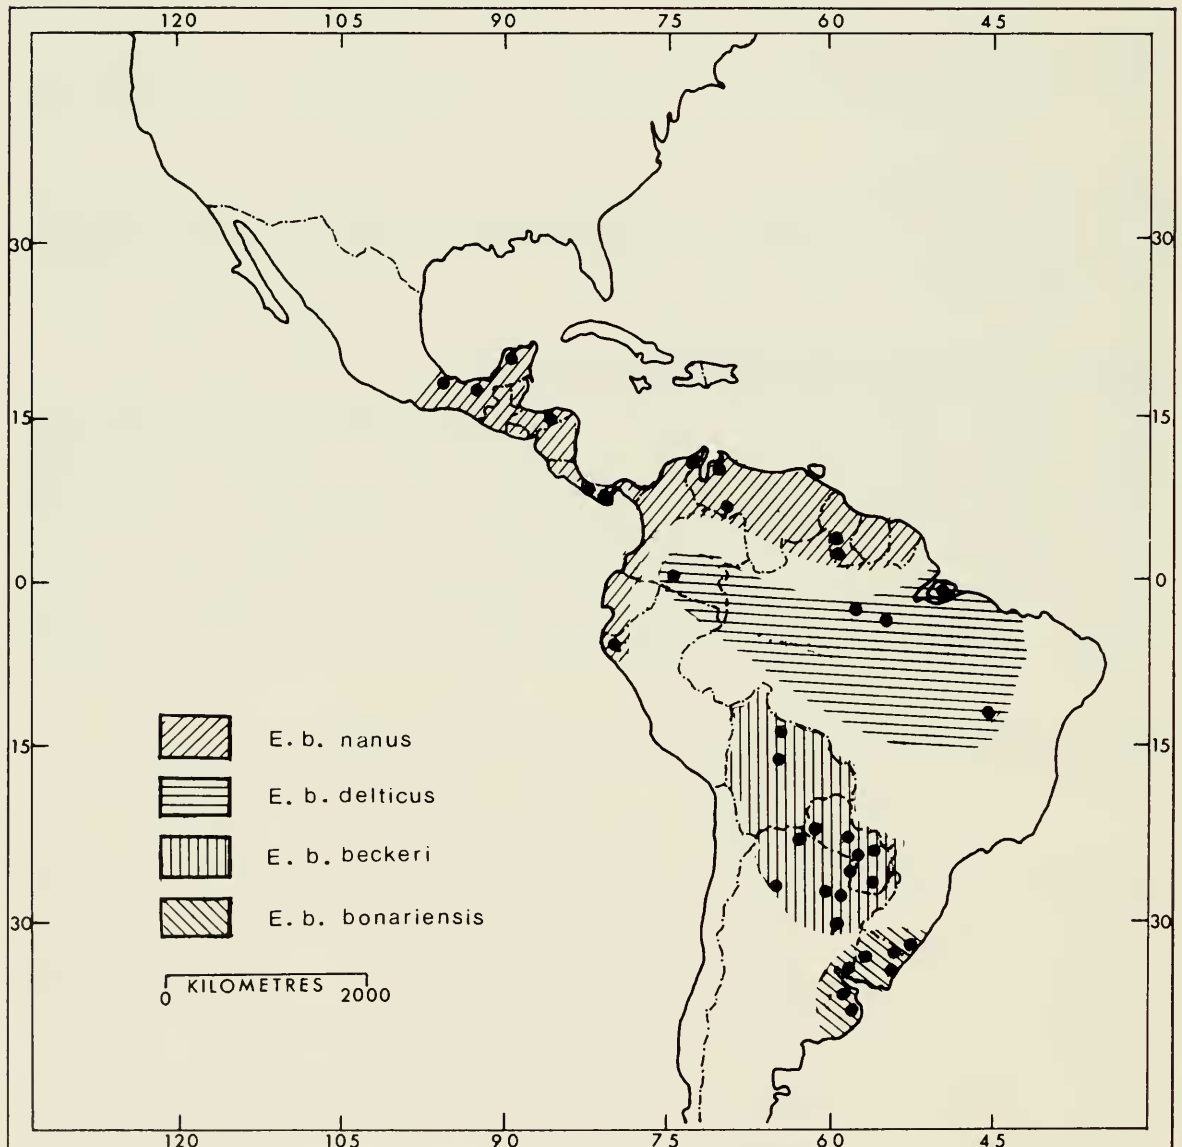 120 105 90 75 60 45
30 30
15 15
0 0
E. b. nanus
15 15
E. b. delticus
E. b. beckeri
E. b. bonariensis
30 30
KILOMETRES
0 2000
120 105 90 75 60 45